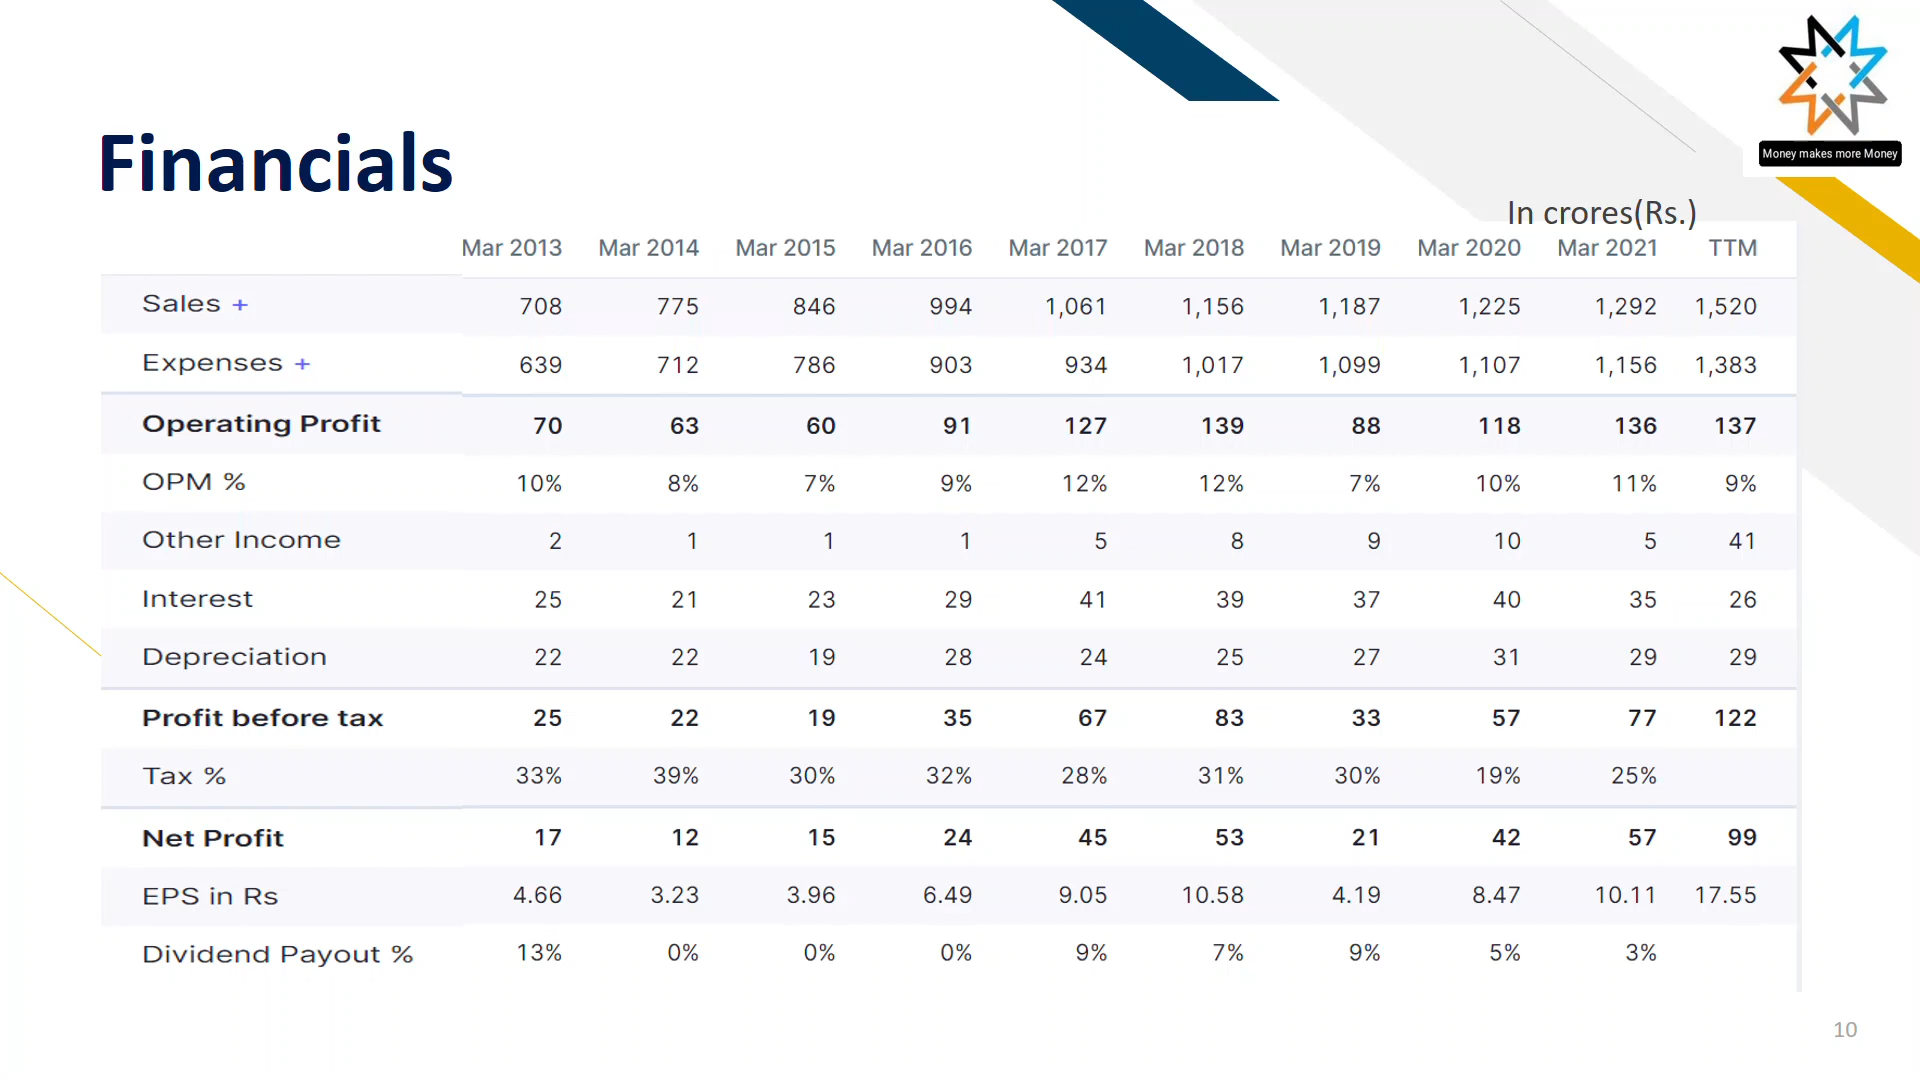 Money makes more Money
Financials
In crores(Rs.)
Mar 2013 Mar 2014 Mar 2015 Mar 2016 Mar 2017 Mar 2018 Mar 2019 Mar 2020 Mar 2021 TTM
Sales + 708 775 846 994 1,061 1,156 1,187 1,225 1,292 1,520
Expenses + 639 712 786 903 934 1,017 1,099 1,107 1,156 1,383
Operating Profit 70 63 60 91 127 139 88 118 136 137
OPM % 10% 8% 7% 9% 12% 12% 7% 10% 11% 9%
Other Income 2 1 1 1 5 8 9 10 5 41
Interest 25 21 23 29 41 39 37 40 35 26
Depreciation 22 22 19 28 24 25 27 31 29 29
Profit before tax 25 22 19 35 67 83 33 57 77 122
Tax % 33% 39% 30% 32% 28% 31% 30% 19% 25%
Net Profit 17 12 15 24 45 53 21 42 57 99
EPS in Rs 4.66 3.23 3.96 6.49 9.05 10.58 4.19 8.47 10.11 17.55
Dividend Payout % 13% 0% 0% 0% 9% 7% 9% 5% 3%
10